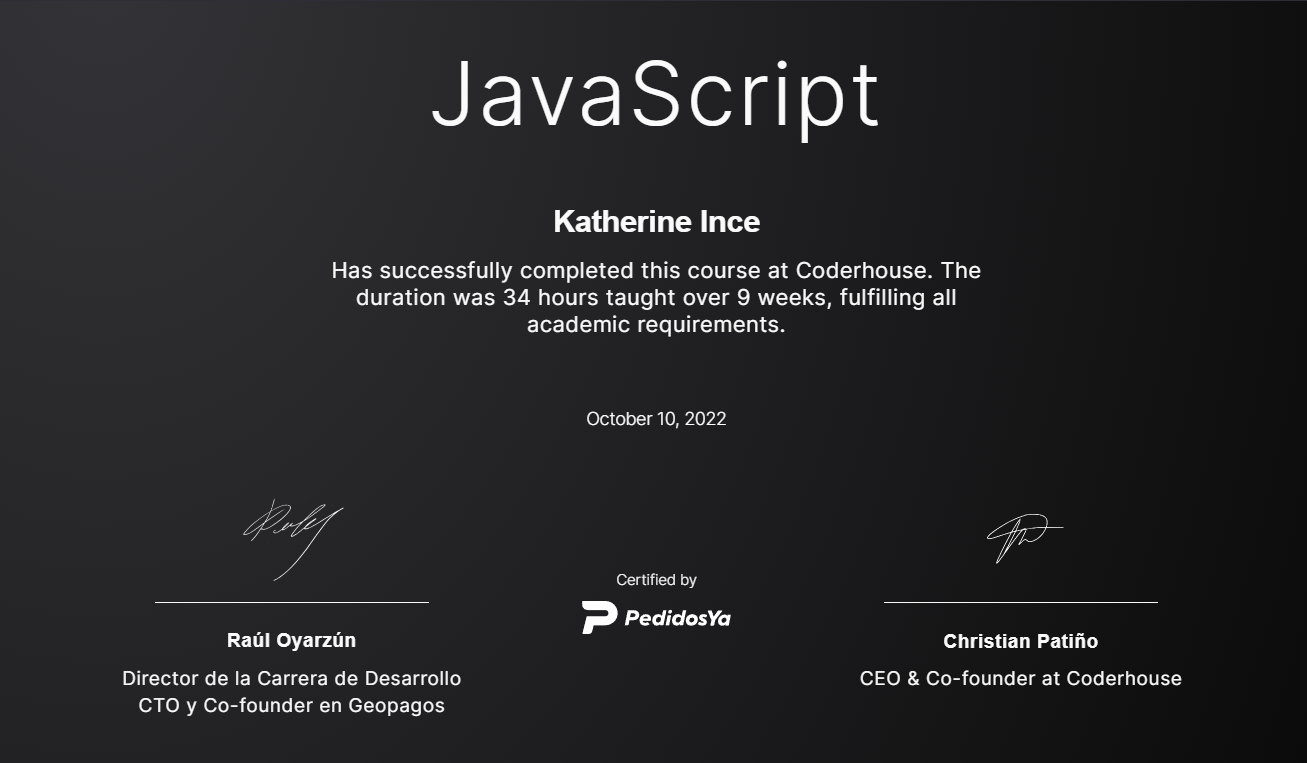 JavaScript
Katherine Ince
Has successfully completed this course at Coderhouse. The
duration was 34 hours taught over 9 weeks, fulfilling all
academic requirements.
October 10, 2022
Certified by
PedidosYa
Raúl Oyarzún
Director de la Carrera de Desarrollo
CTO y Co-founder en Geopagos
Christian Patiño
CEO & Co-founder at Coderhouse